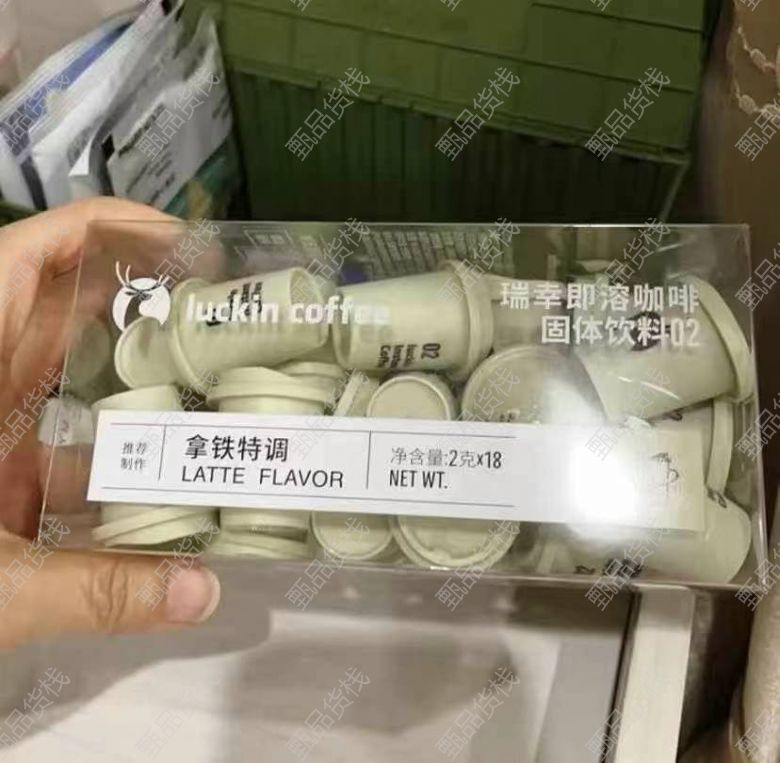 luckin coffee
瑞幸即溶咖啡
固体饮料02
推荐
制作
拿铁特调
LATTE FLAVOR
净含量:2克x18
NET WT.
02
甄品货栈